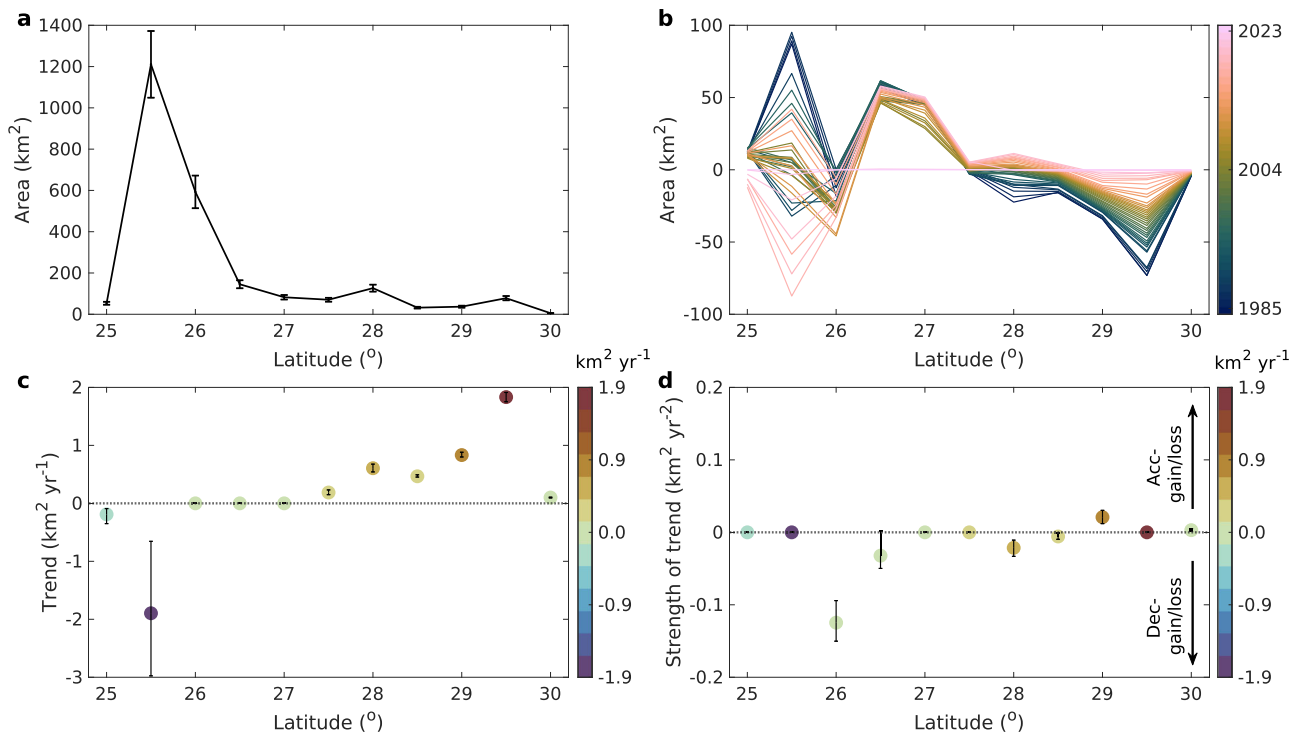 a
1400
1200
1000
800
600
400
200
0
Area (km²)
25 26 27 28 29 30
Latitude (º)
b
100
50
0
-50
-100
Area (km²)
25 26 27 28 29 30
Latitude (º)
2023
2004
1985
c
2
1
0
-1
-2
-3
Trend (km² yr⁻¹)
25 26 27 28 29 30
Latitude (º)
km² yr⁻¹
1.9
0.9
0.0
-0.9
-1.9
d
0.2
0.1
0
-0.1
-0.2
Strength of trend (km² yr⁻²)
25 26 27 28 29 30
Latitude (º)
Acc-
gain/loss
Dec-
gain/loss
km² yr⁻¹
1.9
0.9
0.0
-0.9
-1.9